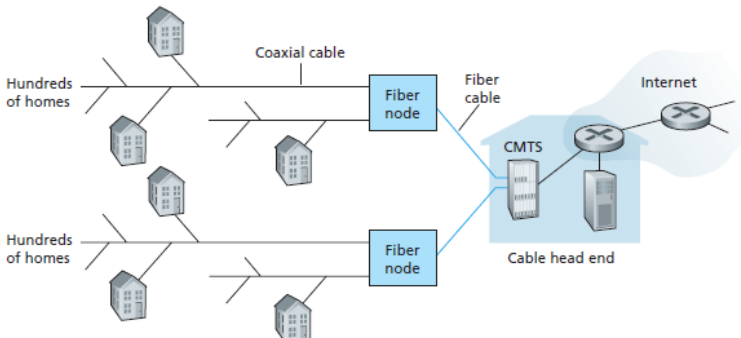 Coaxial cable
Hundreds
of homes
Fiber
node
Fiber
cable
Internet
CMTS
Hundreds
of homes
Fiber
node
Cable head end